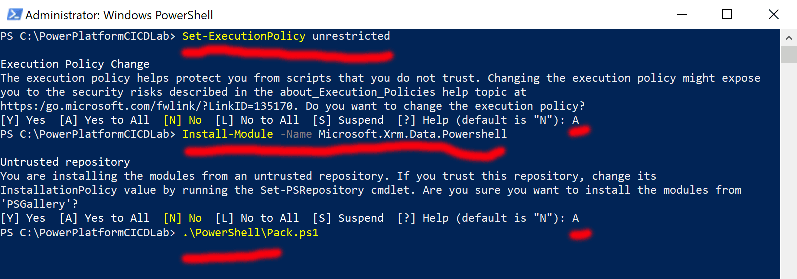 Administrator: Windows PowerShell
PS C:\PowerPlatformCICDLab> Set-ExecutionPolicy unrestricted
Execution Policy Change
The execution policy helps protect you from scripts that you do not trust. Changing the execution policy might expose
you to the security risks described in the about_Execution_Policies help topic at
https:/go.microsoft.com/fwlink/?LinkID=135170. Do you want to change the execution policy?
[Y] Yes  [A] Yes to All  [N] No  [L] No to All  [S] Suspend  [?] Help (default is "N"): A
PS C:\PowerPlatformCICDLab> Install-Module -Name Microsoft.Xrm.Data.Powershell
Untrusted repository
You are installing the modules from an untrusted repository. If you trust this repository, change its
InstallationPolicy value by running the Set-PSRepository cmdlet. Are you sure you want to install the modules from
'PSGallery'?
[Y] Yes  [A] Yes to All  [N] No  [L] No to All  [S] Suspend  [?] Help (default is "N"): A
PS C:\PowerPlatformCICDLab> .\PowerShell\Pack.ps1